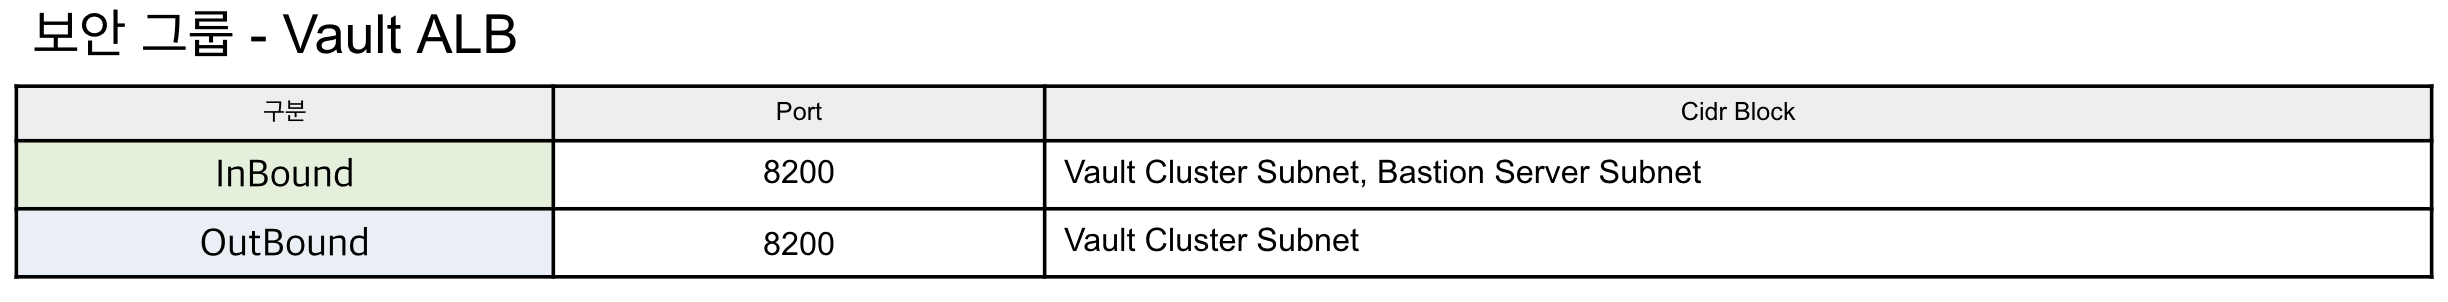 보안 그룹 - Vault ALB
구분 Port Cidr Block
InBound 8200 Vault Cluster Subnet, Bastion Server Subnet
OutBound 8200 Vault Cluster Subnet